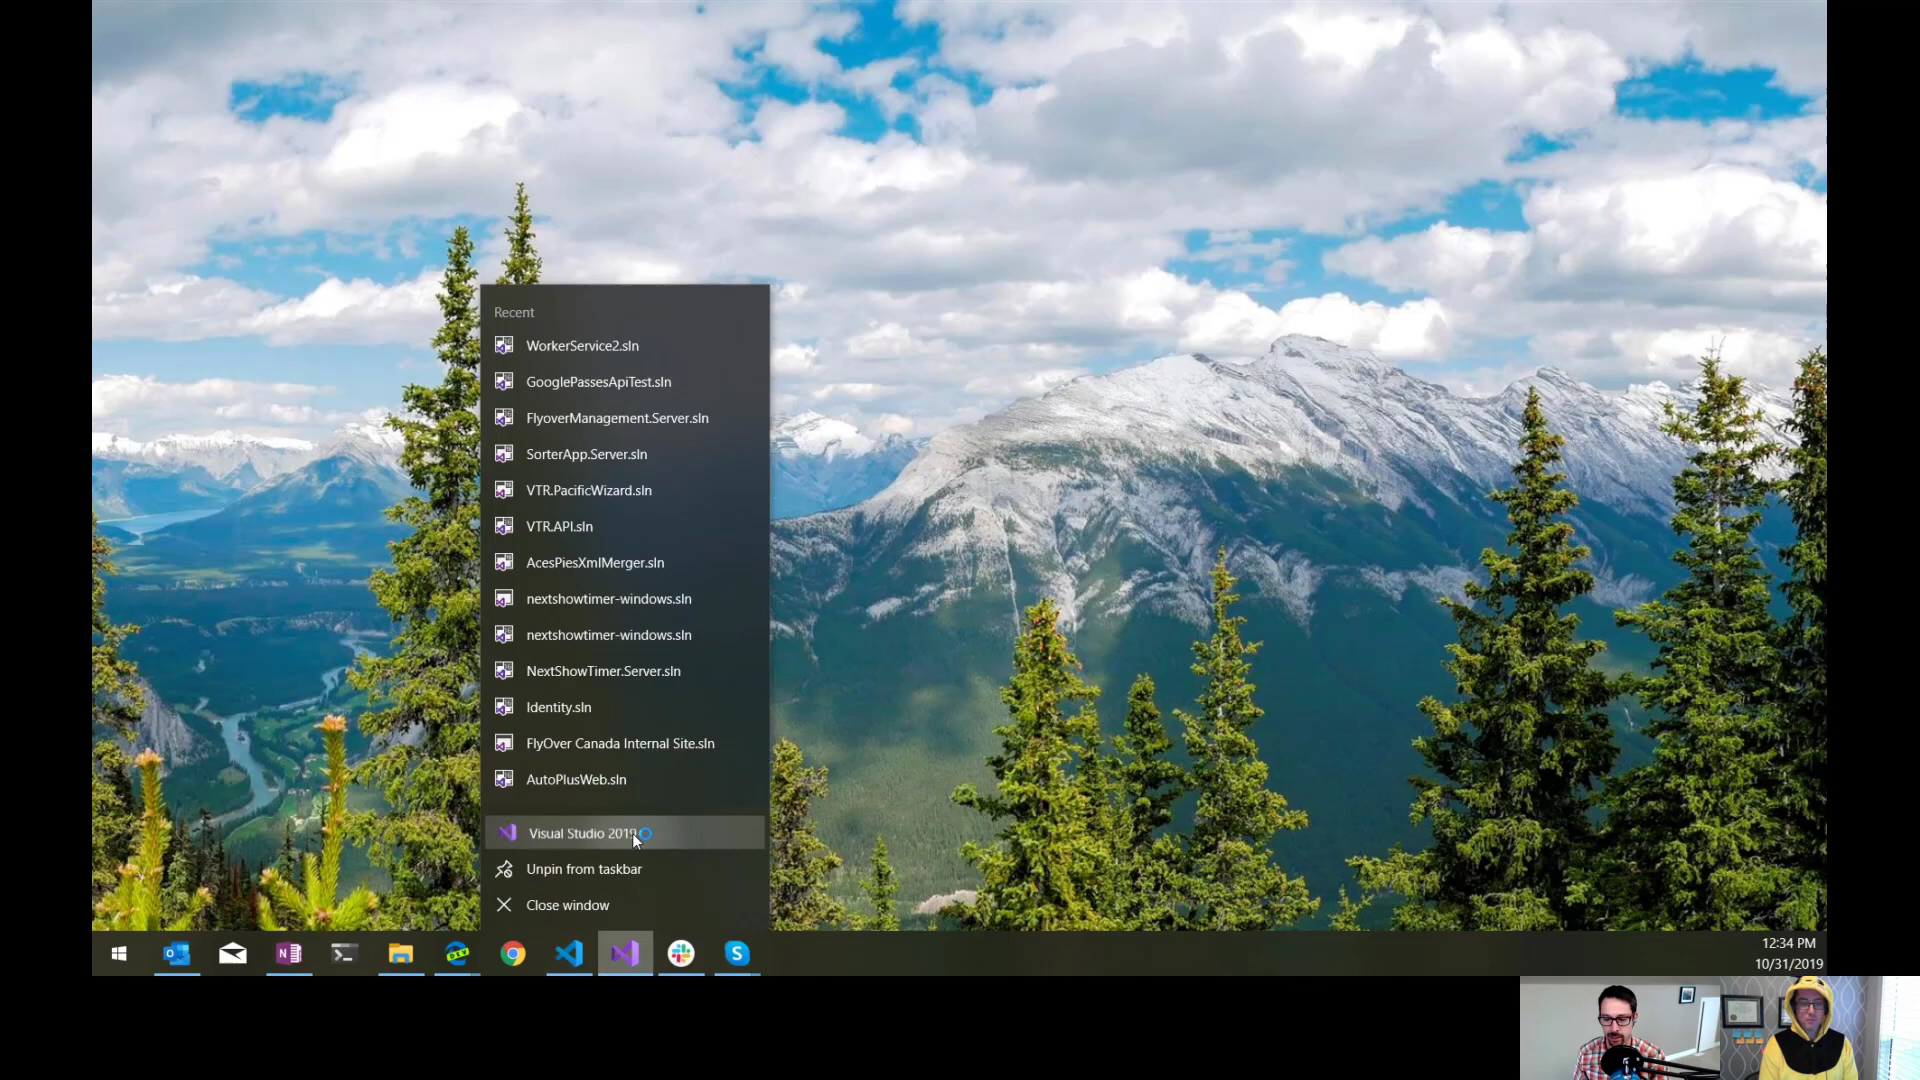 Recent
WorkerService2.sln
GooglePassesApiTest.sln
FlyoverManagement.Server.sln
SorterApp.Server.sln
VTR.PacificWizard.sln
VTR.API.sln
AcesPiesXmlMerger.sln
nextshowtimer-windows.sln
nextshowtimer-windows.sln
NextShowTimer.Server.sln
Identity.sln
FlyOver Canada Internal Site.sln
AutoPlusWeb.sln
Visual Studio 2019
Unpin from taskbar
Close window
DEV
12:34 PM
10/31/2019